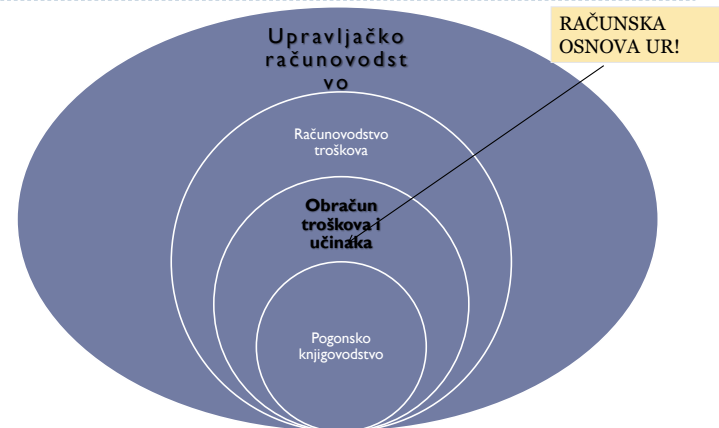 Upravljačko
računovodst
vo
RAČUNSKA
OSNOVA UR!
Računovodstvo
troškova
Obračun
troškova i
učinaka
Pogonsko
knjigovodstvo